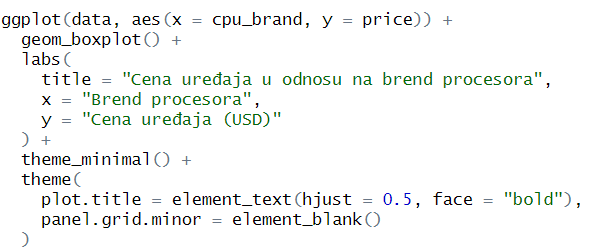 ggplot(data, aes(x = cpu_brand, y = price)) +
  geom_boxplot() +
  labs(
    title = "Cena uređaja u odnosu na brend procesora",
    x = "Brend procesora",
    y = "Cena uređaja (USD)"
  ) +
  theme_minimal() +
  theme(
    plot.title = element_text(hjust = 0.5, face = "bold"),
    panel.grid.minor = element_blank()
  )